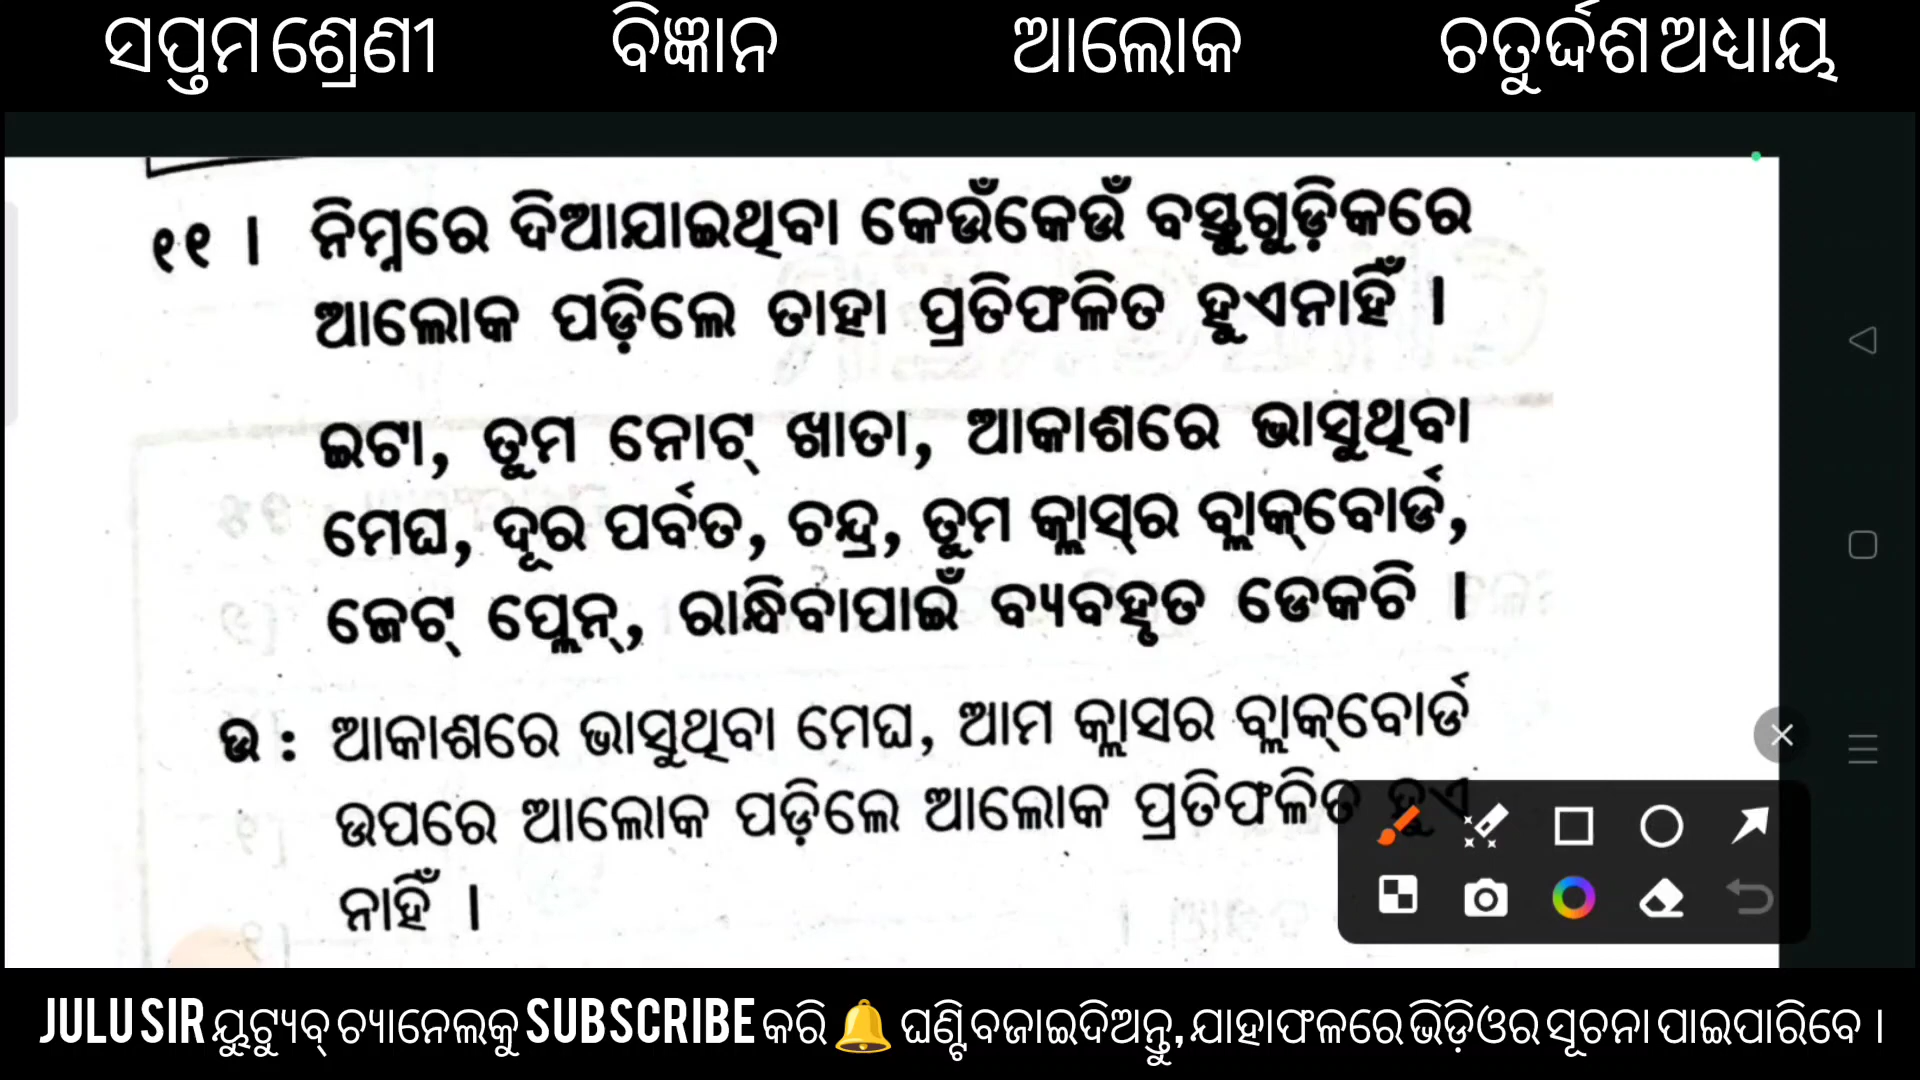 ସପ୍ତମ ଶ୍ରେଣୀ ବିଜ୍ଞାନ ଆଲୋକ ଚତୁର୍ଦ୍ଦଶ ଅଧ୍ୟାୟ
୧୧ । ନିମ୍ନରେ ଦିଆଯାଇଥିବା କେଉଁକେଉଁ ବସ୍ତୁଗୁଡ଼ିକରେ
ଆଲୋକ ପଡ଼ିଲେ ତାହା ପ୍ରତିଫଳିତ ହୁଏନାହିଁ ।
ଇଟା, ତୁମ ନୋଟ୍ ଖାତା, ଆକାଶରେ ଭାସୁଥିବା
ମେଘ, ଦୂର ପର୍ବତ, ଚନ୍ଦ୍ର, ତୁମ କ୍ଲାସ୍‌ର ବ୍ଲାକ୍‌ବୋର୍ଡ,
ଜେଟ୍ ପ୍ଲେନ୍, ରାନ୍ଧିବାପାଇଁ ବ୍ୟବହୃତ ଡେକଚି ।
ଉ : ଆକାଶରେ ଭାସୁଥିବା ମେଘ, ଆମ କ୍ଲାସର ବ୍ଲାକ୍‌ବୋର୍ଡ
ଉପରେ ଆଲୋକ ପଡ଼ିଲେ ଆଲୋକ ପ୍ରତିଫଳିତ ହୁଏ
ନାହିଁ ।
JULU SIR ୟୁଟ୍ୟୁବ୍ ଚ୍ୟାନେଲକୁ SUBSCRIBE କରି 🔔 ଘଣ୍ଟି ବଜାଇଦିଅନ୍ତୁ, ଯାହାଫଳରେ ଭିଡ଼ିଓର ସୂଚନା ପାଇପାରିବେ ।